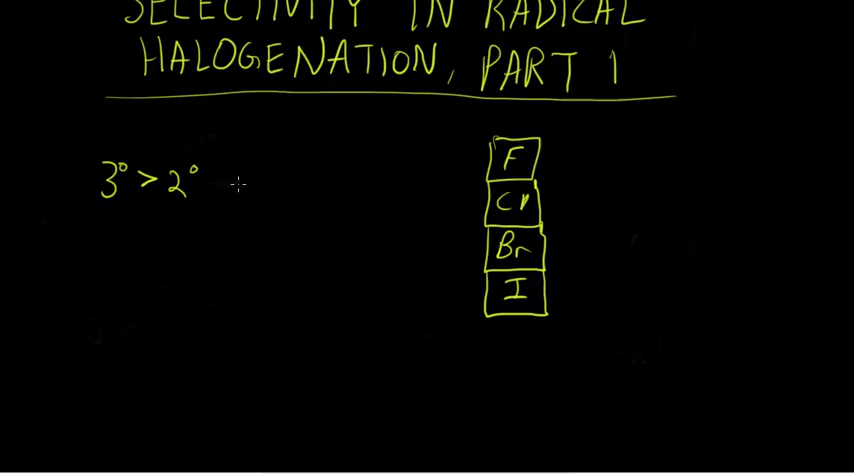 SELECTIVITY IN RADICAL
HALOGENATION, PART 1
3° > 2°
F
Cl
Br
I